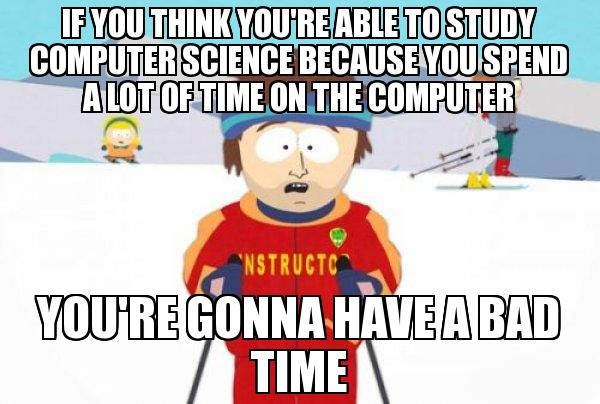 IF YOU THINK YOU'RE ABLE TO STUDY
COMPUTER SCIENCE BECAUSE YOU SPEND
A LOT OF TIME ON THE COMPUTER
NSTRUCTO
YOU'RE GONNA HAVE A BAD
TIME